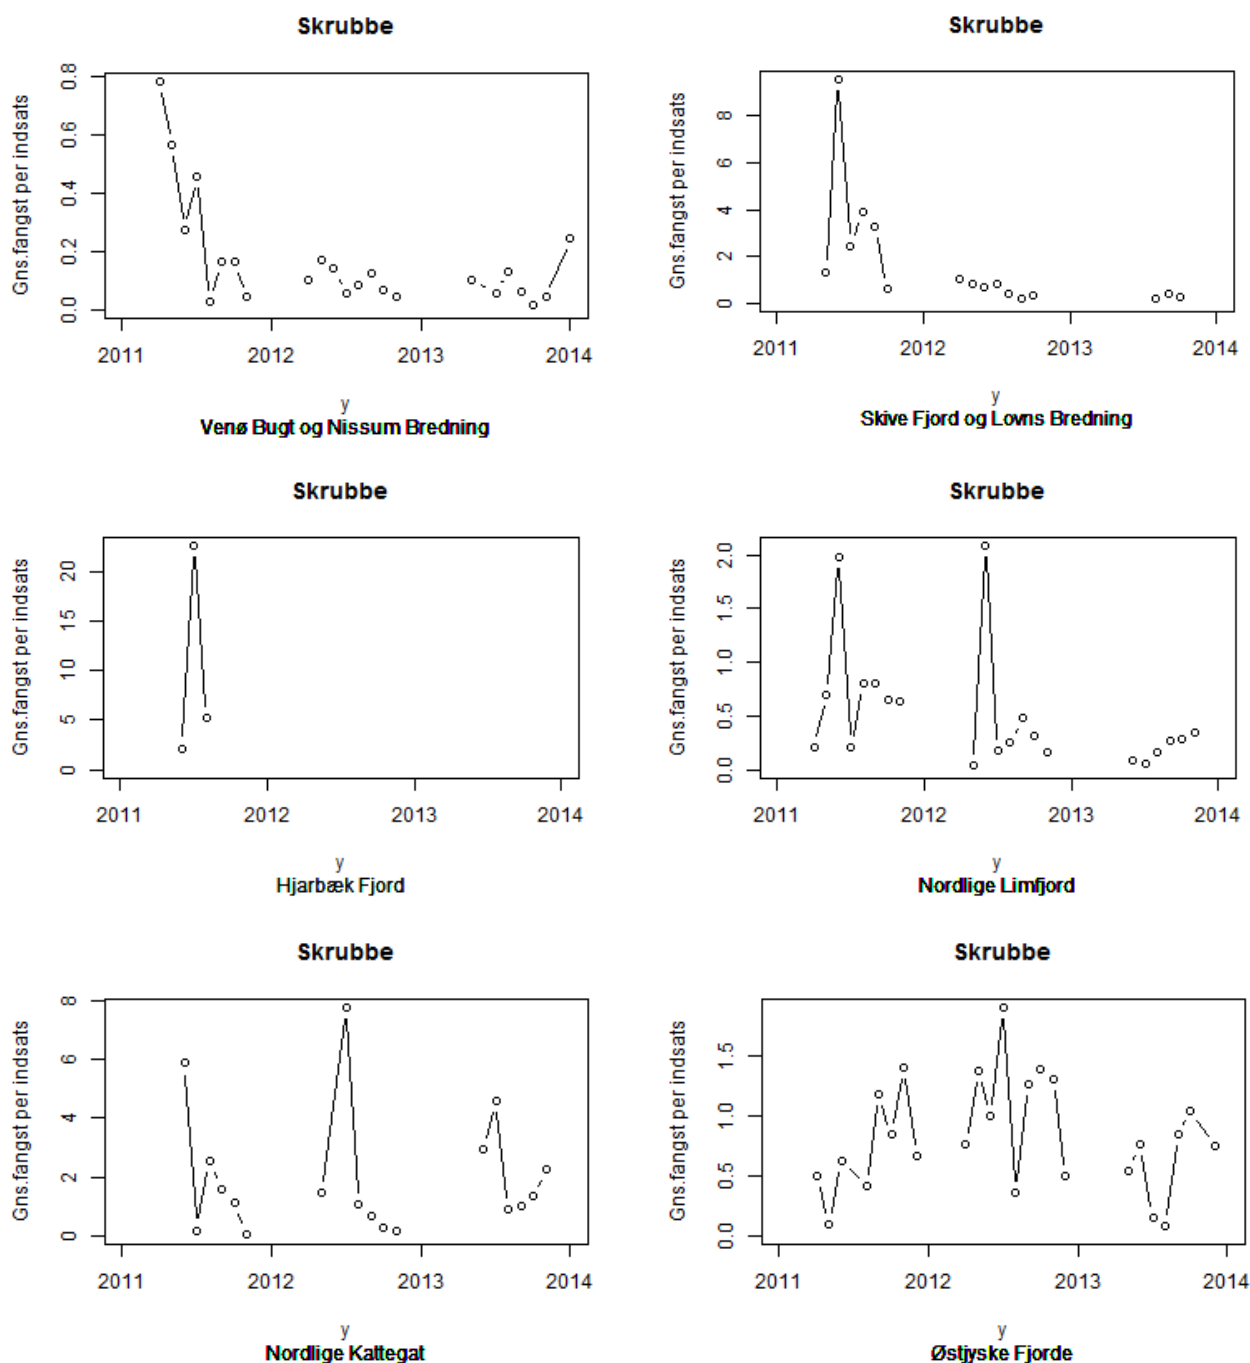 Skrubbe
Gns.fangst per indsats
0.8
0.6
0.4
0.2
0.0
2011 2012 2013 2014
y
Venø Bugt og Nissum Bredning
Skrubbe
Gns.fangst per indsats
8
6
4
2
0
2011 2012 2013 2014
y
Skive Fjord og Lovns Bredning
Skrubbe
Gns.fangst per indsats
20
15
10
5
0
2011 2012 2013 2014
y
Hjarbæk Fjord
Skrubbe
Gns.fangst per indsats
2.0
1.5
1.0
0.5
0.0
2011 2012 2013 2014
y
Nordlige Limfjord
Skrubbe
Gns.fangst per indsats
8
6
4
2
0
2011 2012 2013 2014
y
Nordlige Kattegat
Skrubbe
Gns.fangst per indsats
1.5
1.0
0.5
0.0
2011 2012 2013 2014
y
Østjyske Fjorde